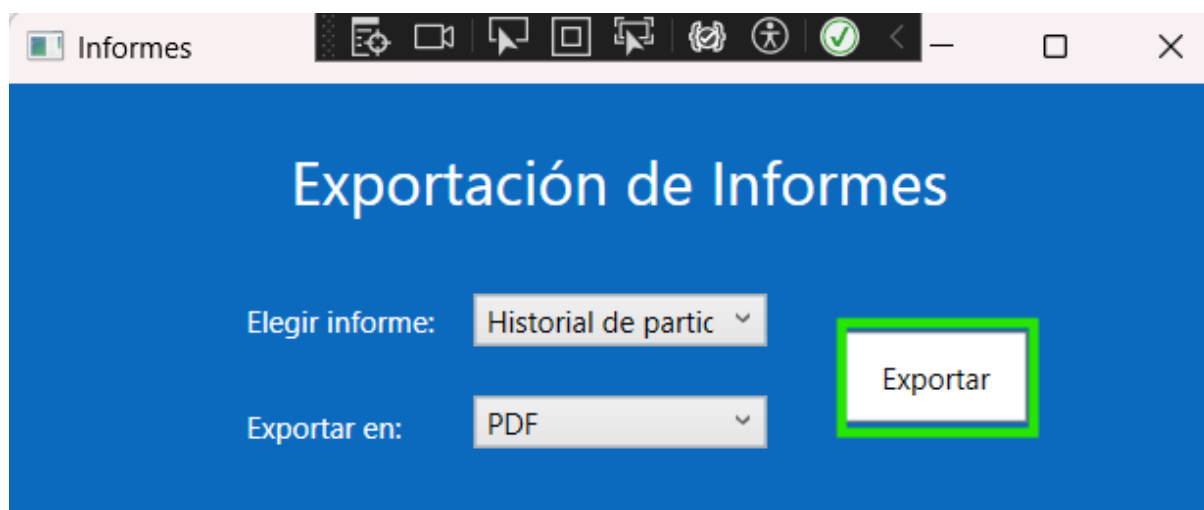 Informes
Exportación de Informes
Elegir informe:
Historial de partic
Exportar
Exportar en:
PDF